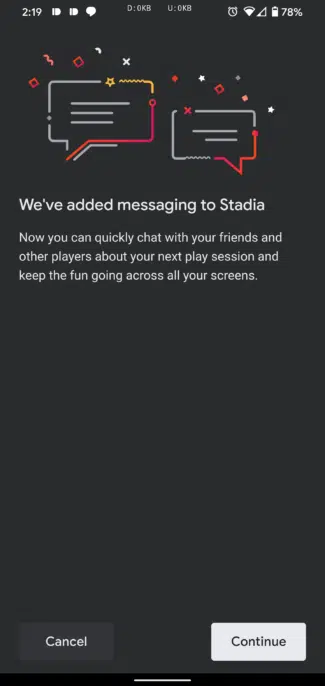 2:19 D:0KB U:0KB 78%
We've added messaging to Stadia
Now you can quickly chat with your friends and
other players about your next play session and
keep the fun going across all your screens.
Cancel Continue